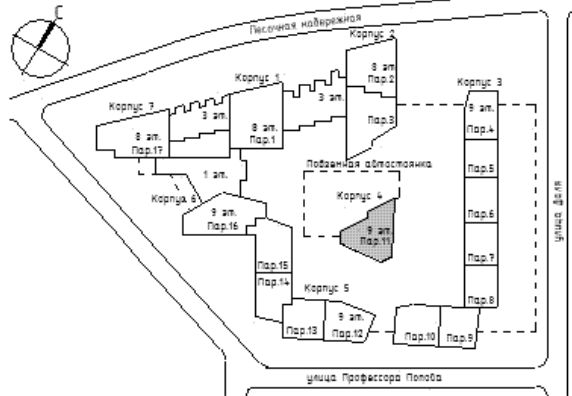 С
Песочная набережная
Корпус 2
8 эт.
Пар.2
Пар.3
Корпус 1
3 эт.
8 эт.
Пар.1
Корпус 7
3 эт.
8 эт.
Пар.17
Корпус 3
9 эт.
Пар.4
Пар.5
Пар.6
Пар.7
Пар.8
Подземная автостоянка
1 эт.
Корпус 6
9 эт.
Пар.16
Корпус 4
9 эт.
Пар.11
Пар.15
Пар.14
Корпус 5
9 эт.
Пар.13
Пар.12
Пар.10
Пар.9
улица Профессора Попова
улица